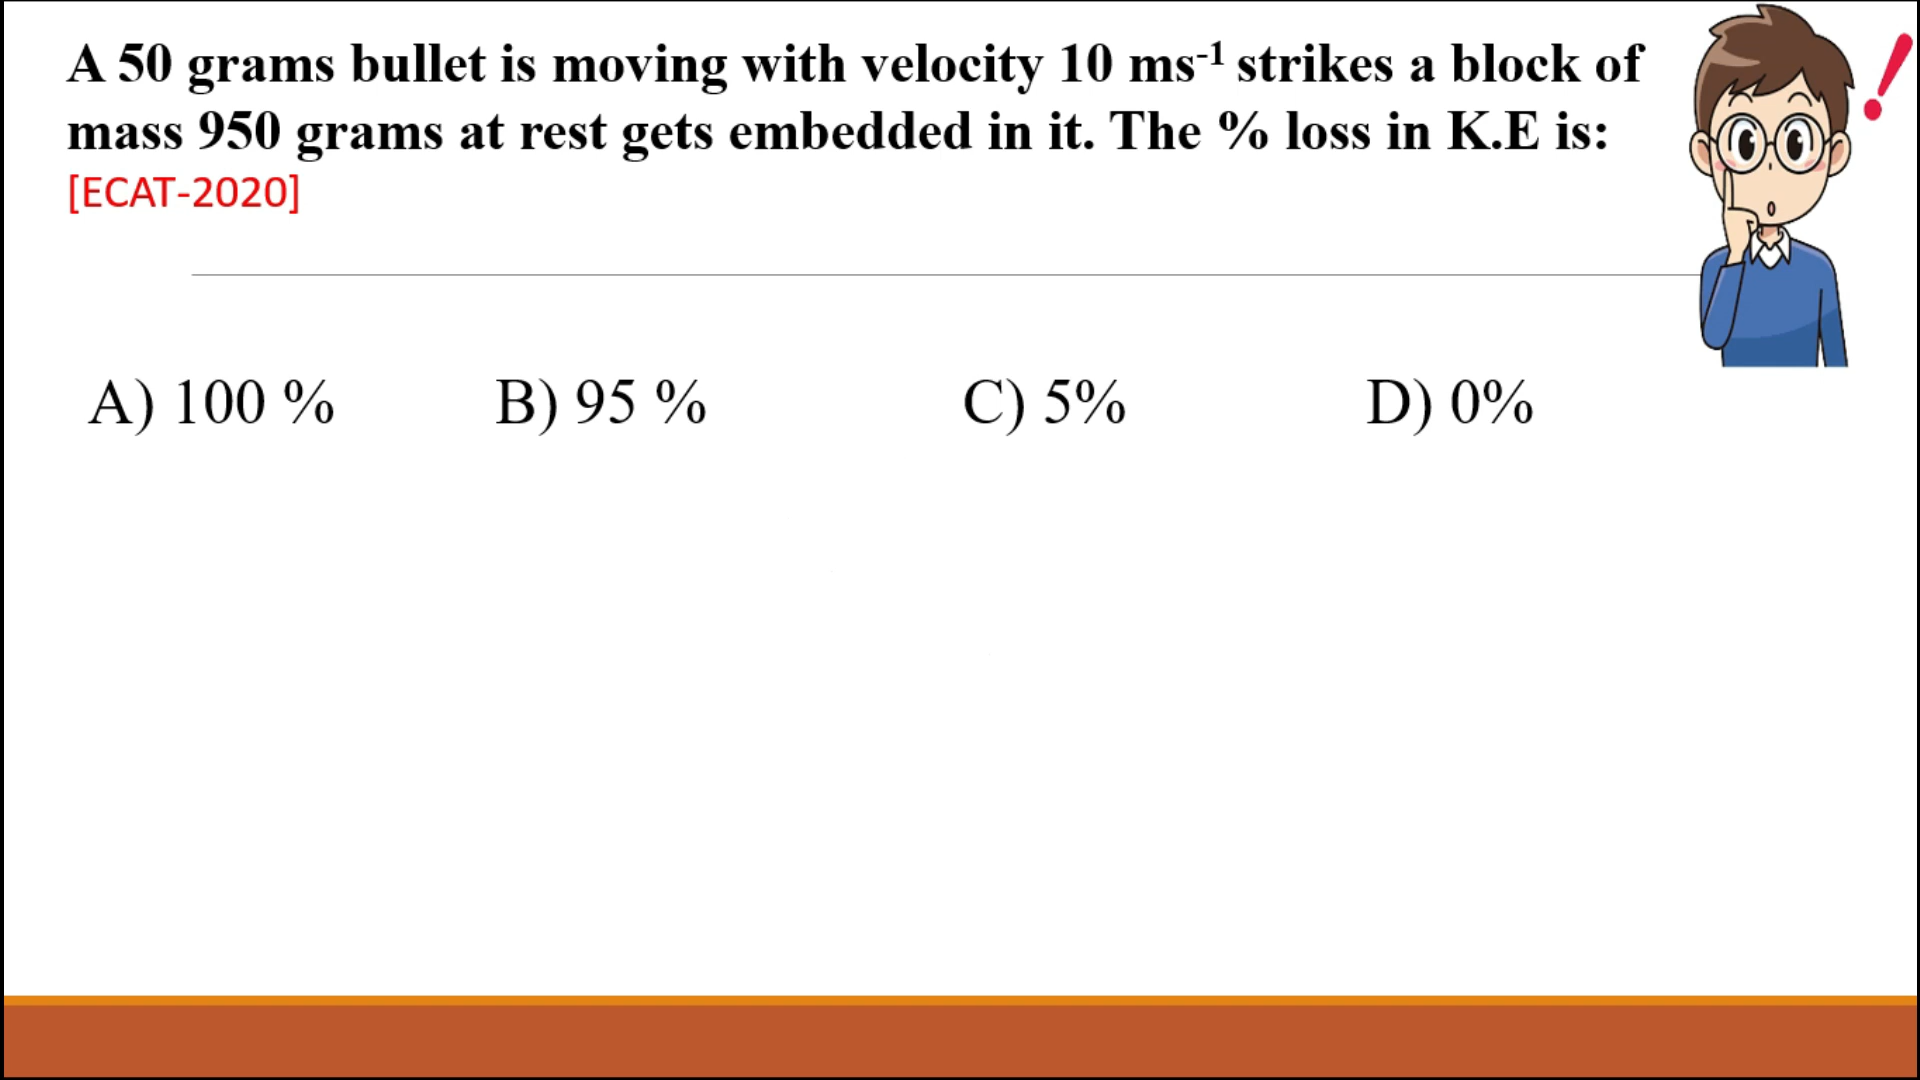 A 50 grams bullet is moving with velocity 10 ms⁻¹ strikes a block of
mass 950 grams at rest gets embedded in it. The % loss in K.E is:
[ECAT-2020]
A) 100 % B) 95 % C) 5% D) 0%